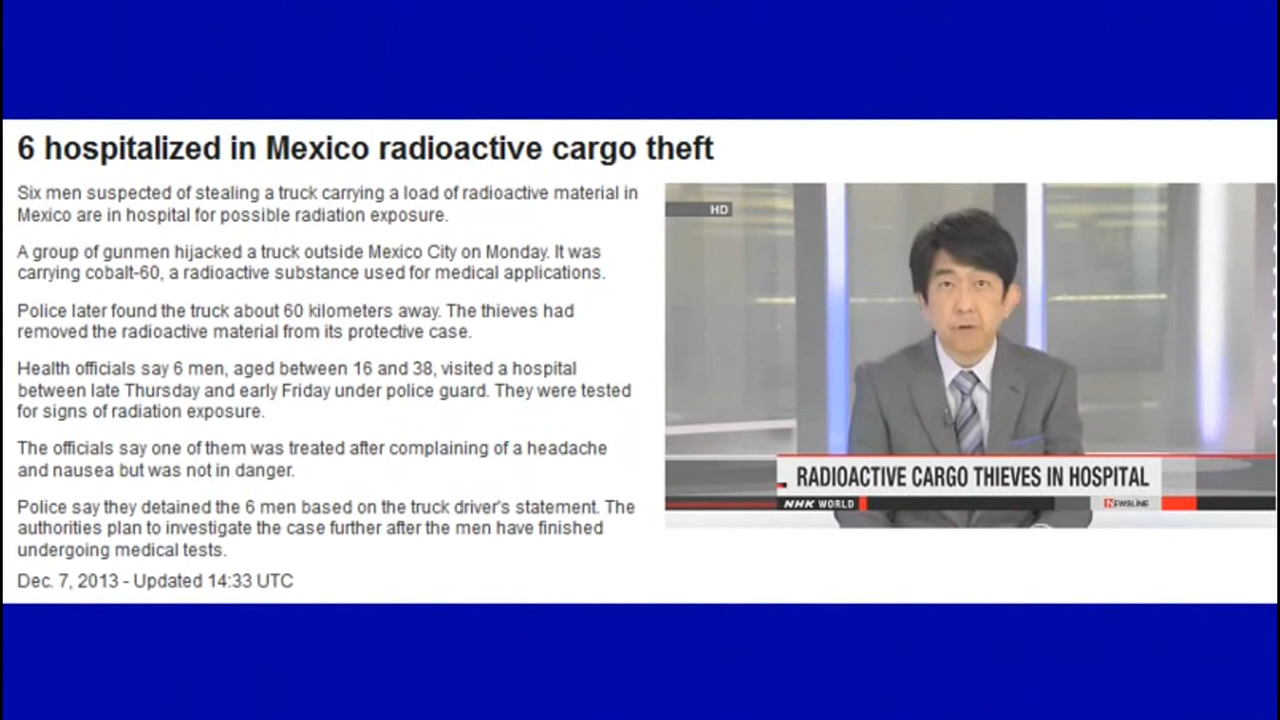 6 hospitalized in Mexico radioactive cargo theft
Six men suspected of stealing a truck carrying a load of radioactive material in
Mexico are in hospital for possible radiation exposure.
A group of gunmen hijacked a truck outside Mexico City on Monday. It was
carrying cobalt-60, a radioactive substance used for medical applications.
Police later found the truck about 60 kilometers away. The thieves had
removed the radioactive material from its protective case.
Health officials say 6 men, aged between 16 and 38, visited a hospital
between late Thursday and early Friday under police guard. They were tested
for signs of radiation exposure.
The officials say one of them was treated after complaining of a headache
and nausea but was not in danger.
Police say they detained the 6 men based on the truck driver's statement. The
authorities plan to investigate the case further after the men have finished
undergoing medical tests.
Dec. 7, 2013 - Updated 14:33 UTC
HD
RADIOACTIVE CARGO THIEVES IN HOSPITAL
NHK WORLD
NEWSLINE